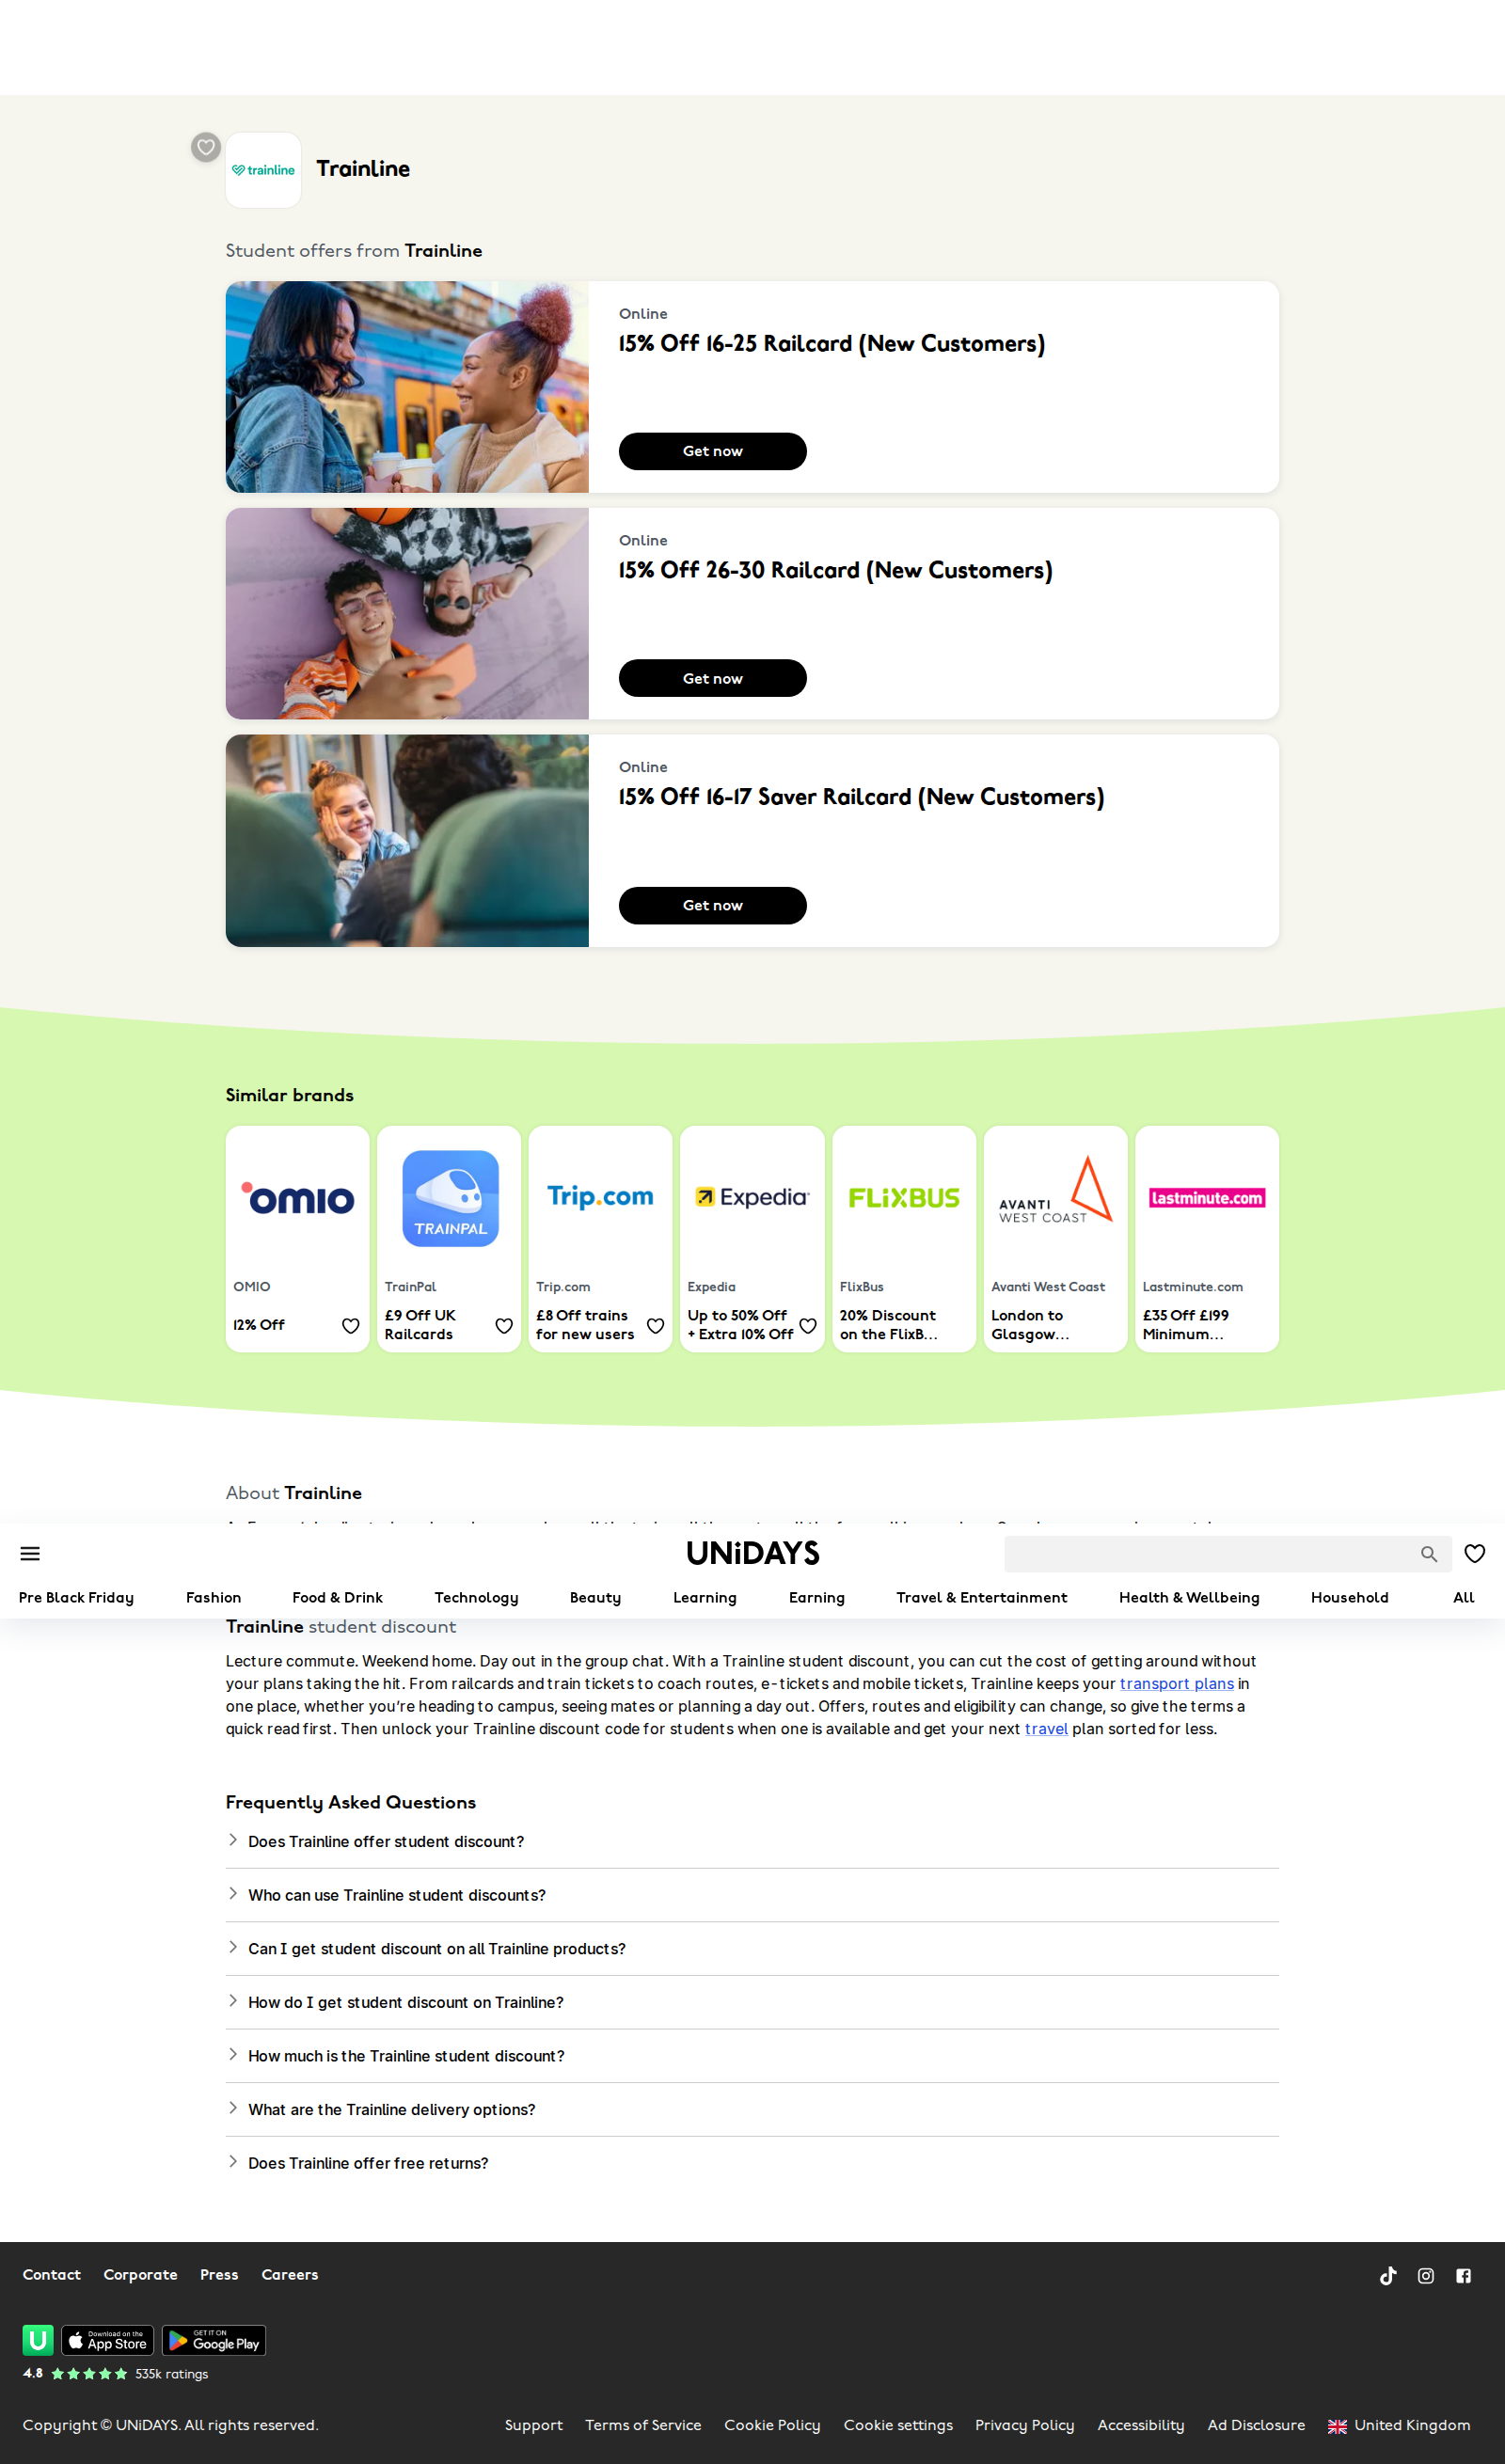 trainline
Trainline
Student offers from Trainline
Online
15% Off 16-25 Railcard (New Customers)
Get now
Online
15% Off 26-30 Railcard (New Customers)
Get now
Online
15% Off 16-17 Saver Railcard (New Customers)
Get now
Similar brands
OMIO
TRAINPAL
Trip.com
Expedia
FLiXBUS
AVANTI
WEST COAST
lastminute.com
OMIO
12% Off
TrainPal
£9 Off UK
Railcards
Trip.com
£8 Off trains
for new users
Expedia
Up to 50% Off
+ Extra 10% Off
FlixBus
20% Discount
on the FlixB...
Avanti West Coast
London to
Glasgow...
Lastminute.com
£35 Off £199
Minimum...
About Trainline
UNiDAYS
Pre Black Friday Fashion Food & Drink Technology Beauty Learning Earning Travel & Entertainment Health & Wellbeing Household All
Trainline student discount
Lecture commute. Weekend home. Day out in the group chat. With a Trainline student discount, you can cut the cost of getting around without
your plans taking the hit. From railcards and train tickets to coach routes, e-tickets and mobile tickets, Trainline keeps your transport plans in
one place, whether you’re heading to campus, seeing mates or planning a day out. Offers, routes and eligibility can change, so give the terms a
quick read first. Then unlock your Trainline discount code for students when one is available and get your next travel plan sorted for less.
Frequently Asked Questions
Does Trainline offer student discount?
Who can use Trainline student discounts?
Can I get student discount on all Trainline products?
How do I get student discount on Trainline?
How much is the Trainline student discount?
What are the Trainline delivery options?
Does Trainline offer free returns?
Contact Corporate Press Careers
U
Download on the
App Store
GET IT ON
Google Play
4.8 535k ratings
Copyright © UNiDAYS. All rights reserved.
Support Terms of Service Cookie Policy Cookie settings Privacy Policy Accessibility Ad Disclosure United Kingdom